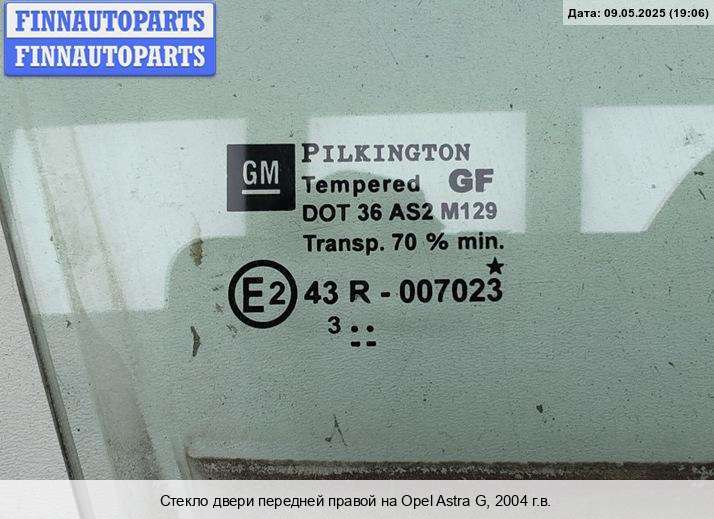 FINNAUTOPARTS
FINNAUTOPARTS
Дата: 09.05.2025 (19:06)
GM
PILKINGTON
Tempered GF
DOT 36 AS2 M129
Transp. 70 % min.
E2 43 R - 007023 ★
3 . .
- -
Стекло двери передней правой на Opel Astra G, 2004 г.в.